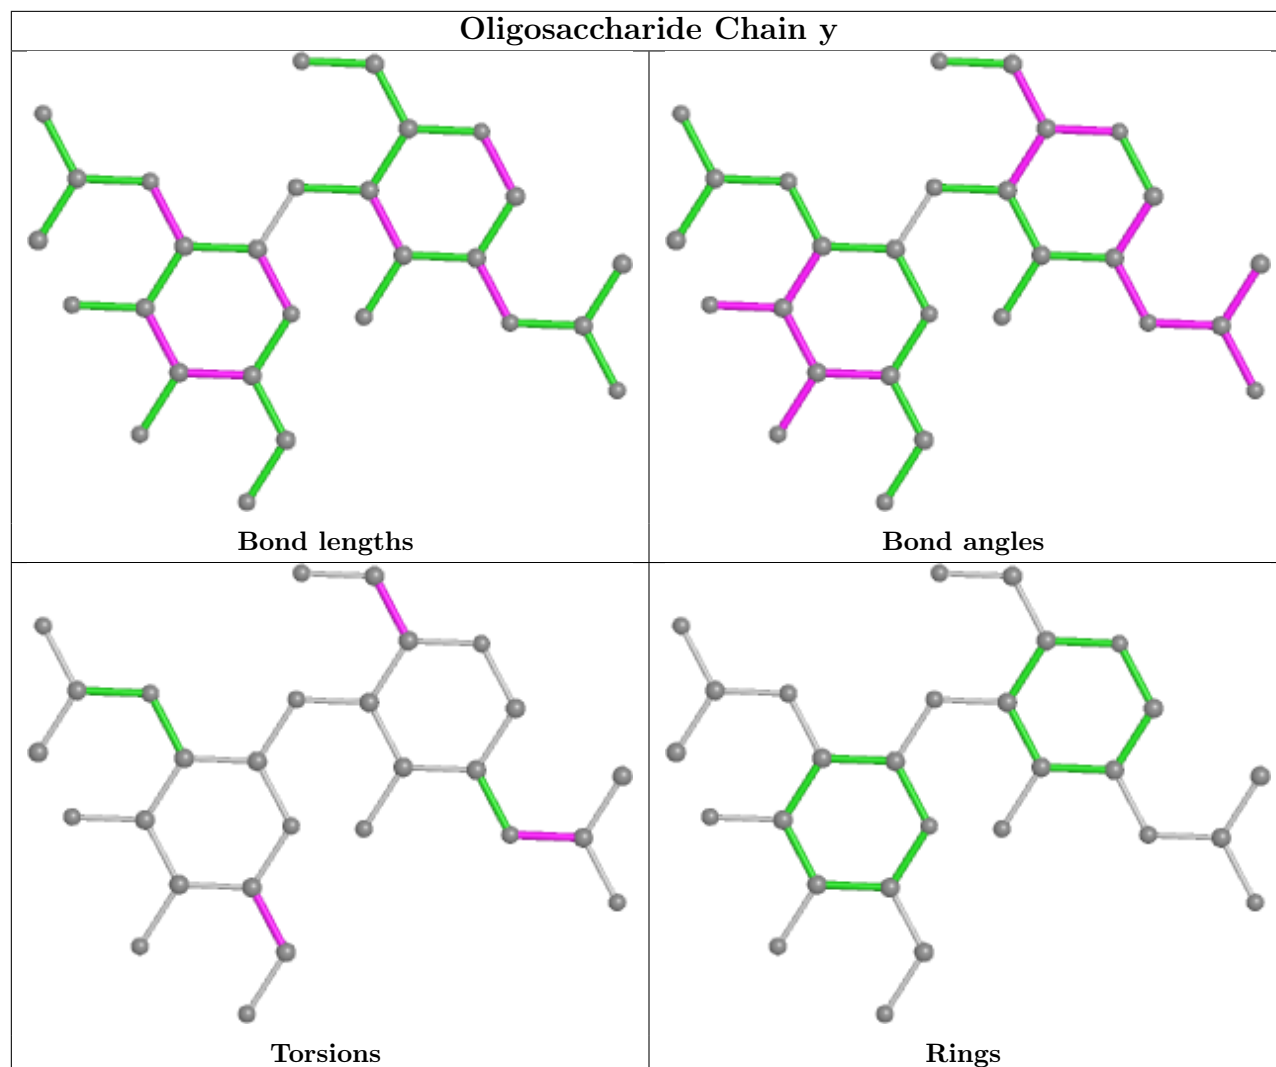 Oligosaccharide Chain y
Bond lengths
Bond angles
Torsions
Rings